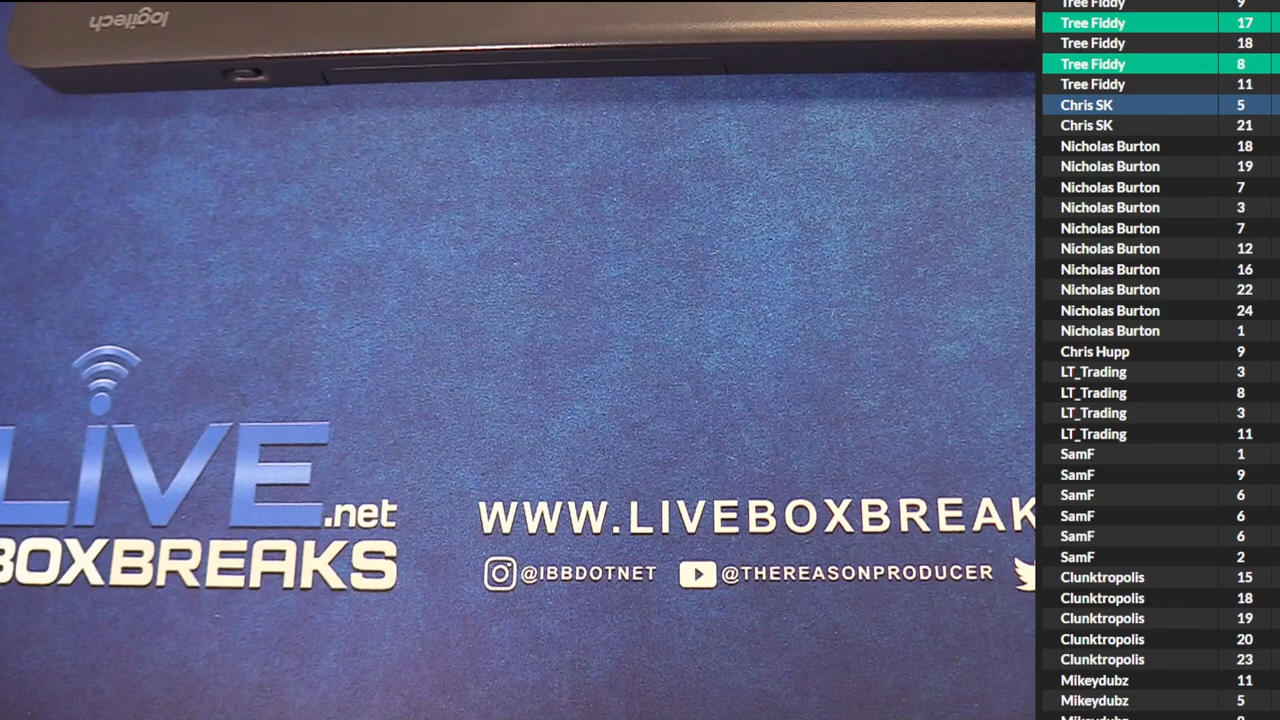 logitech
LIVE
.net
BOXBREAKS
WWW.LIVEBOXBREAK
@IBBDOTNET @THEREASONPRODUCER
Tree Fiddy 9
Tree Fiddy 17
Tree Fiddy 18
Tree Fiddy 8
Tree Fiddy 11
Chris SK 5
Chris SK 21
Nicholas Burton 18
Nicholas Burton 19
Nicholas Burton 7
Nicholas Burton 3
Nicholas Burton 7
Nicholas Burton 12
Nicholas Burton 16
Nicholas Burton 22
Nicholas Burton 24
Nicholas Burton 1
Chris Hupp 9
LT_Trading 3
LT_Trading 8
LT_Trading 3
LT_Trading 11
SamF 1
SamF 9
SamF 6
SamF 6
SamF 6
SamF 2
Clunktropolis 15
Clunktropolis 18
Clunktropolis 19
Clunktropolis 20
Clunktropolis 23
Mikeydubz 11
Mikeydubz 5
Mikeydubz